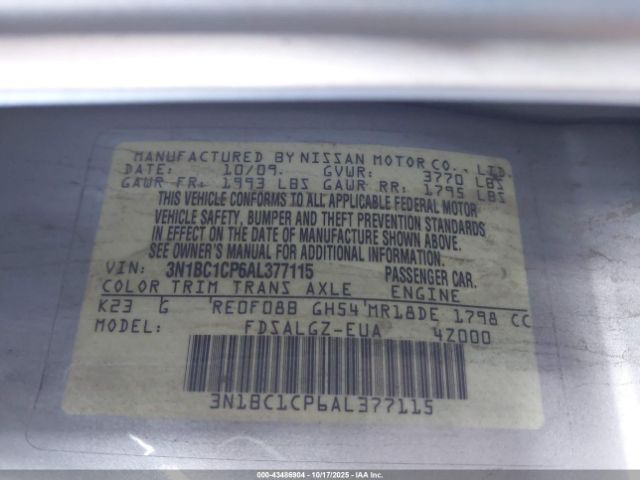 MANUFACTURED BY NISSAN MOTOR CO., LTD.
DATE: 10/09. GVWR: 3770 LBS
GAWR FR: 1993 LBS GAWR RR: 1795 LBS
THIS VEHICLE CONFORMS TO ALL APPLICABLE FEDERAL MOTOR
VEHICLE SAFETY, BUMPER AND THEFT PREVENTION STANDARDS
IN EFFECT ON THE DATE OF MANUFACTURE SHOWN ABOVE.
SEE OWNER'S MANUAL FOR ADDITIONAL INFORMATION.
VIN: 3N1BC1CP6AL377115 PASSENGER CAR.
COLOR TRIM TRANS AXLE ENGINE
K23 G RE0F08B GH54 MR18DE 1798 CC
MODEL: FDSALGZ-EUA 4Z000
3N1BC1CP6AL377115
000-43486904 - 10/17/2025 - IAAI.COM